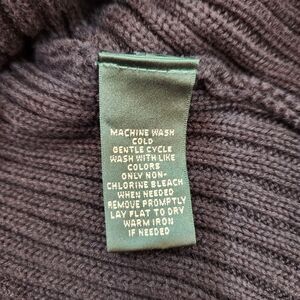 MACHINE WASH
COLD
GENTLE CYCLE
WASH WITH LIKE
COLORS
ONLY NON-
CHLORINE BLEACH
WHEN NEEDED
REMOVE PROMPTLY
LAY FLAT TO DRY
WARM IRON
IF NEEDED